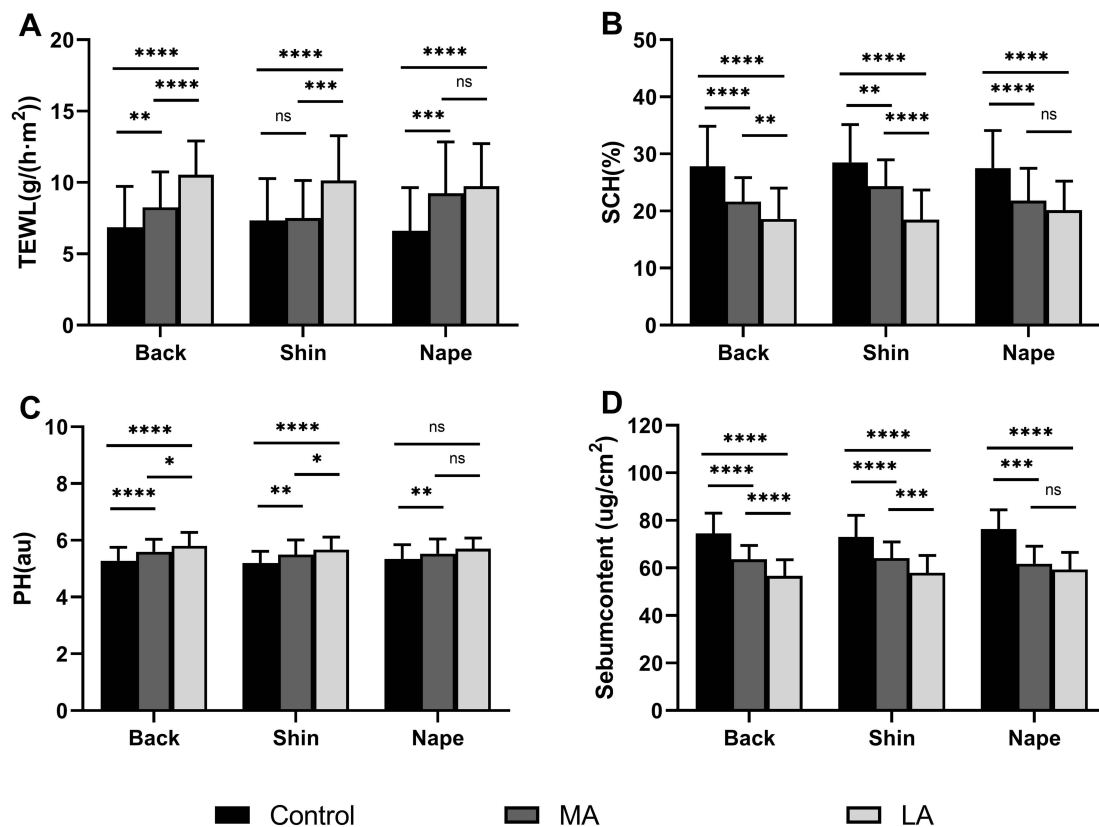 A
TEWL(g/(h·m²))
20
15
10
5
0
**** **** ****
**** *** ns
** ns ***
Back Shin Nape
B
SCH(%)
50
40
30
20
10
0
**** **** ****
**** ** ****
** **** ns
Back Shin Nape
C
PH(au)
10
8
6
4
2
0
**** **** ns
* * ns
**** ** **
Back Shin Nape
D
Sebumcontent (ug/cm²)
120
100
80
60
40
20
0
**** **** ****
**** **** ***
**** *** ns
Back Shin Nape
Control MA LA